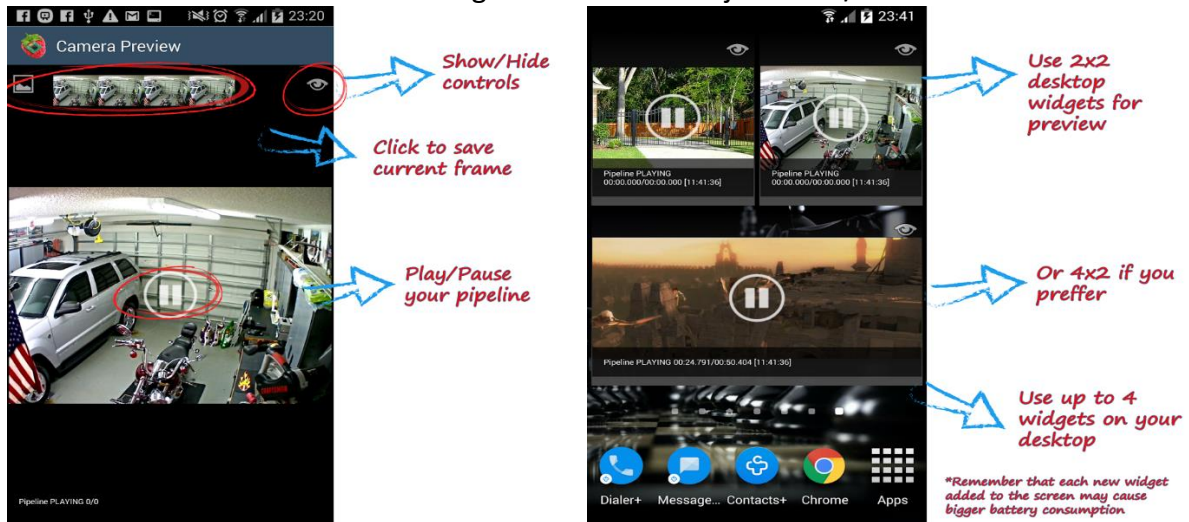 23:20
Camera Preview
Show/Hide
controls
Click to save
current frame
Play/Pause
your pipeline
Pipeline PLAYING 0/0
23:41
Pipeline PLAYING
00:00.000/00:00.000 [11:41:36]
Pipeline PLAYING
00:00.000/00:00.000 [11:41:36]
Pipeline PLAYING 00:24.791/00:50.404 [11:41:36]
Dialer+ Message... Contacts+ Chrome Apps
Use 2x2
desktop
widgets for
preview
Or 4x2 if you
preffer
Use up to 4
widgets on your
desktop
*Remember that each new widget
added to the screen may cause
bigger battery consumption